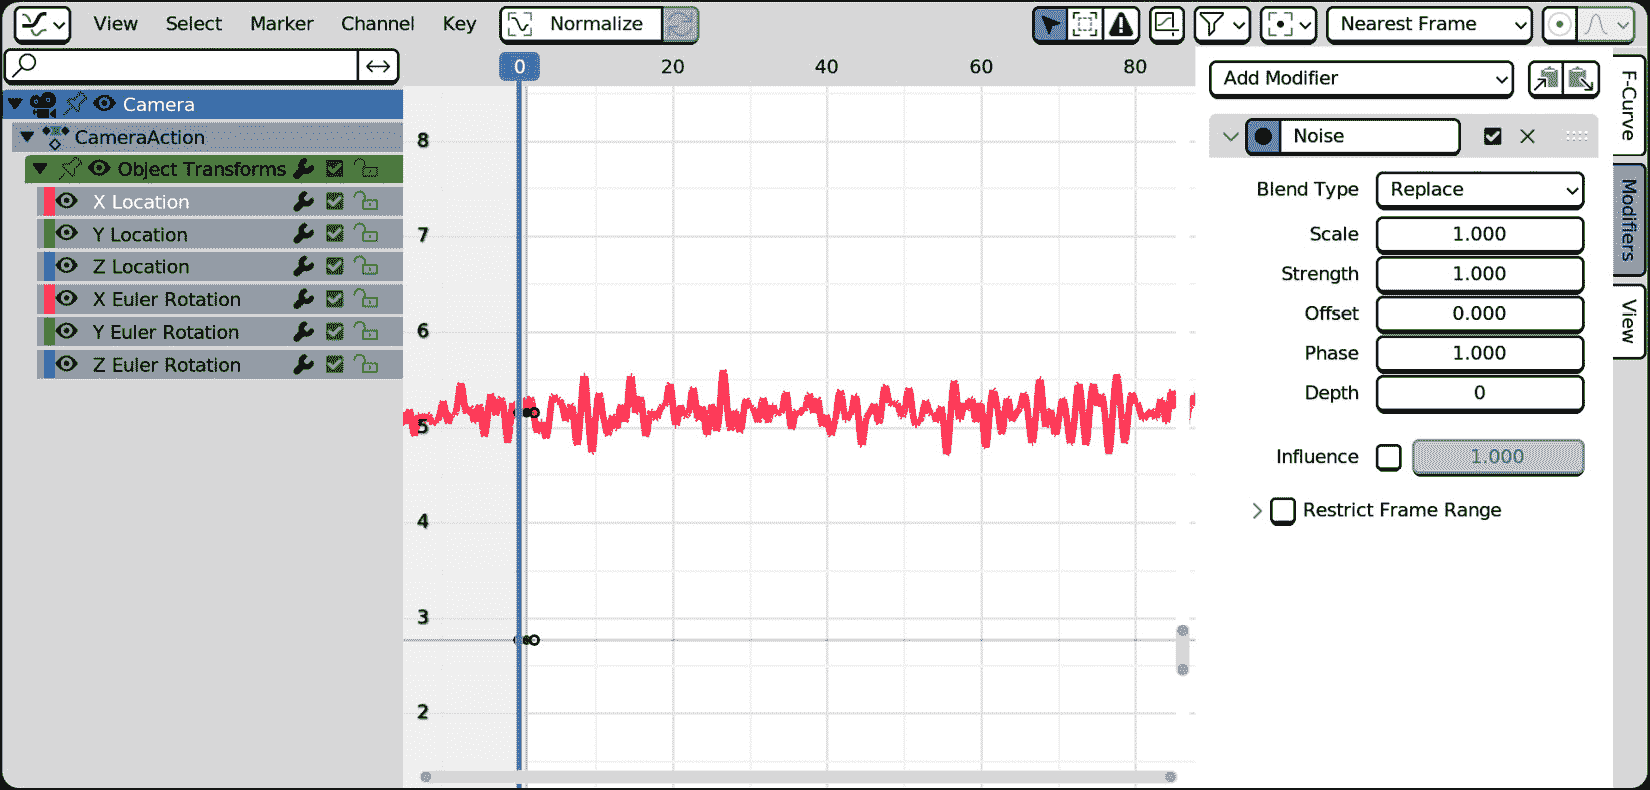 View Select Marker Channel Key Normalize Nearest Frame
0 20 40 60 80
Camera
CameraAction
Object Transforms
X Location
Y Location
Z Location
X Euler Rotation
Y Euler Rotation
Z Euler Rotation
8
7
6
5
4
3
2
Add Modifier
Noise
Blend Type Replace
Scale 1.000
Strength 1.000
Offset 0.000
Phase 1.000
Depth 0
Influence 1.000
Restrict Frame Range
F-Curve
Modifiers
View